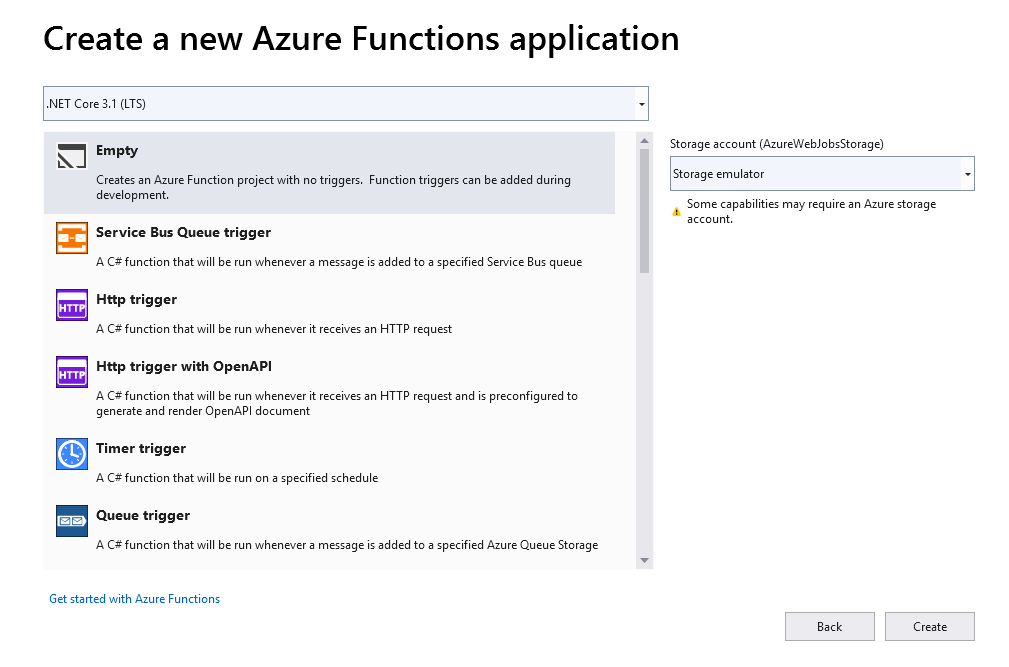 Create a new Azure Functions application
.NET Core 3.1 (LTS)
Empty
Creates an Azure Function project with no triggers.  Function triggers can be added during
development.
Service Bus Queue trigger
A C# function that will be run whenever a message is added to a specified Service Bus queue
HTTP
Http trigger
A C# function that will be run whenever it receives an HTTP request
HTTP
Http trigger with OpenAPI
A C# function that will be run whenever it receives an HTTP request and is preconfigured to
generate and render OpenAPI document
Timer trigger
A C# function that will be run on a specified schedule
Queue trigger
A C# function that will be run whenever a message is added to a specified Azure Queue Storage
Storage account (AzureWebJobsStorage)
Storage emulator
Some capabilities may require an Azure storage
account.
Get started with Azure Functions
Back
Create